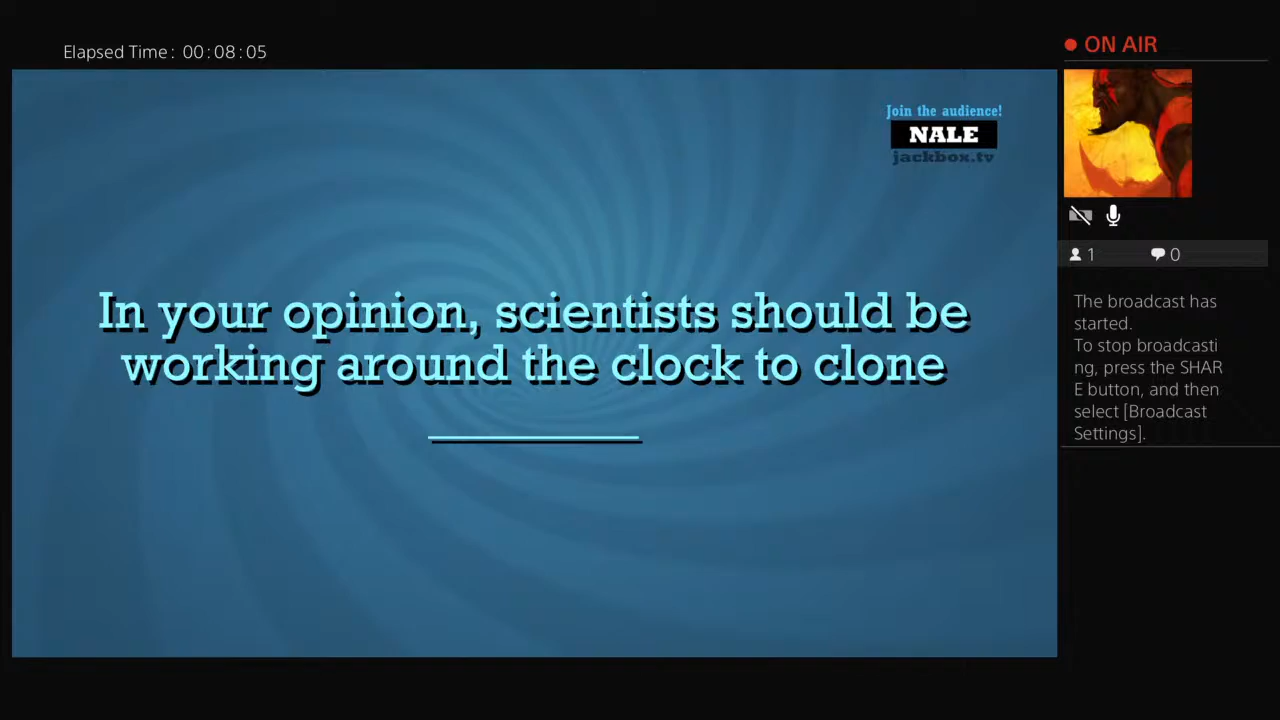 Elapsed Time: 00:08:05
ON AIR
Join the audience!
NALE
jackbox.tv
1
0
In your opinion, scientists should be
working around the clock to clone
The broadcast has
started.
To stop broadcasti
ng, press the SHAR
E button, and then
select [Broadcast
Settings].